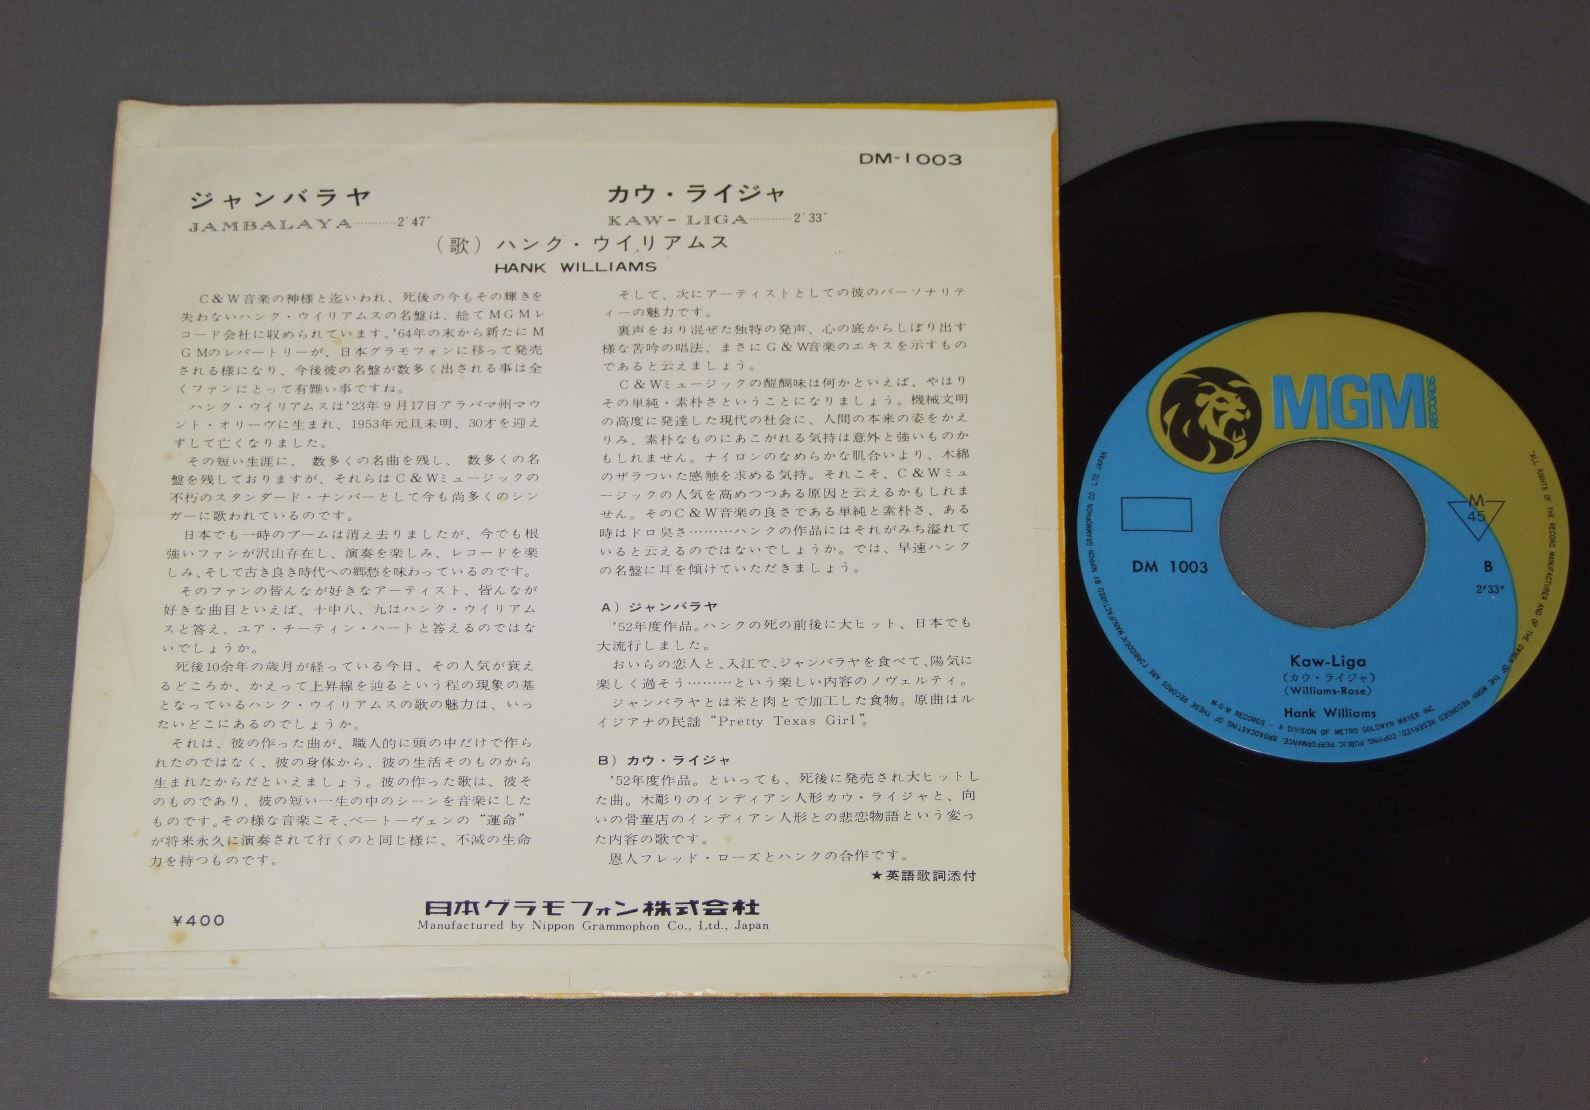 DM-1003
ジャンバラヤ
JAMBALAYA…………2′47″
カウ・ライジャ
KAW-LIGA…………2′33″
（歌）ハンク・ウイリアムス
HANK WILLIAMS
C＆W音楽の神様と迄いわれ、死後の今もその輝きを
失わないハンク・ウイリアムスの名盤は、総てMGMレ
コード会社に収められています。'64年の末から新たにM
GMのレパートリーが、日本グラモフォンに移って発売
される様になり、今後彼の名盤が数多く出される事は全
くファンにとって有難い事ですね。
ハンク・ウイリアムスは'23年9月17日アラバマ州マウ
ント・オリーヴに生まれ、1953年元旦未明、30才を迎え
ずして亡くなりました。
その短い生涯に、 数多くの名曲を残し、 数多くの名
盤を残しておりますが、それらはC＆Wミュージックの
不朽のスタンダード・ナンバーとして今も尚多くのシン
ガーに歌われているのです。
日本でも一時のブームは消え去りましたが、今でも根
強いファンが沢山存在し、演奏を楽しみ、レコードを楽
しみ、そして古き良き時代への郷愁を味わっているのです。
そのファンの皆んなが好きなアーティスト、皆んなが
好きな曲目といえば、十中八、九はハンク・ウイリアム
スと答え、ユア・チーティン・ハートと答えるのではな
いでしょうか。
死後10余年の歳月が経っている今日、その人気が衰え
るどころか、かえって上昇線を辿るという程の現象の基
となっているハンク・ウイリアムスの歌の魅力は、いっ
たいどこにあるのでしょうか。
それは、彼の作った曲が、職人的に頭の中だけで作ら
れたのではなく、彼の身体から、彼の生活そのものから
生まれたからだといえましょう。彼の作った歌は、彼そ
のものであり、彼の短い一生の中のシーンを音楽にした
ものです。その様な音楽こそ、ベートーヴェンの“運命”
が将来永久に演奏されて行くのと同じ様に、不滅の生命
力を持つものです。
そして、次にアーティストとしての彼のパーソナリテ
ィーの魅力です。
裏声をおり混ぜた独特の発声、心の底からしぼり出す
様な苦吟の唱法、まさにG＆W音楽のエキスを示すもの
であると云えましょう。
C＆Wミュージックの醍醐味は何かといえば、やはり
その単純・素朴さということになりましょう。機械文明
の高度に発達した現代の社会に、人間の本来の姿をかえ
りみ、素朴なものにあこがれる気持は意外と強いものか
もしれません。ナイロンのなめらかな肌合いより、木綿
のザラついた感触を求める気持。それこそ、C＆Wミュ
ージックの人気を高めつつある原因と云えるかもしれま
せん。そのC＆W音楽の良さである単純と素朴さ、ある
時はドロ臭さ………ハンクの作品にはそれがみち溢れて
いると云えるのではないでしょうか。では、早速ハンク
の名盤に耳を傾けていただきましょう。
A）ジャンバラヤ
'52年度作品。ハンクの死の前後に大ヒット、日本でも
大流行しました。
おいらの恋人と、入江で、ジャンバラヤを食べて、陽気に
楽しく過そう………という楽しい内容のノヴェルティ。
ジャンバラヤとは米と肉とで加工した食物。原曲はル
イジアナの民謡“Pretty Texas Girl”。
B）カウ・ライジャ
'52年度作品。といっても、死後に発売され大ヒットし
た曲。木彫りのインディアン人形カウ・ライジャと、向
いの骨董店のインディアン人形との悲恋物語という変っ
た内容の歌です。
恩人フレッド・ローズとハンクの合作です。
★英語歌詞添付
¥400
日本グラモフォン株式会社
Manufactured by Nippon Grammophon Co., Ltd., Japan
MGM
RECORDS
M
45
DM 1003
B
2′33″
Kaw-Liga
（カウ・ライジャ）
(Williams-Rose)
Hank Williams
M-G-M RECORDS - A DIVISION OF METRO GOLDWYN MAYER INC.
"ALL RIGHTS OF THE RECORD MANUFACTURER AND OF THE OWNER OF THE WORK RECORDED RESERVED. COPYING, PUBLIC PERFORMANCE, BROADCASTING OF THESE RECORDS ARE FORBIDDEN" MANUFACTURED BY NIPPON GRAMMOPHON CO. LTD. JAPAN